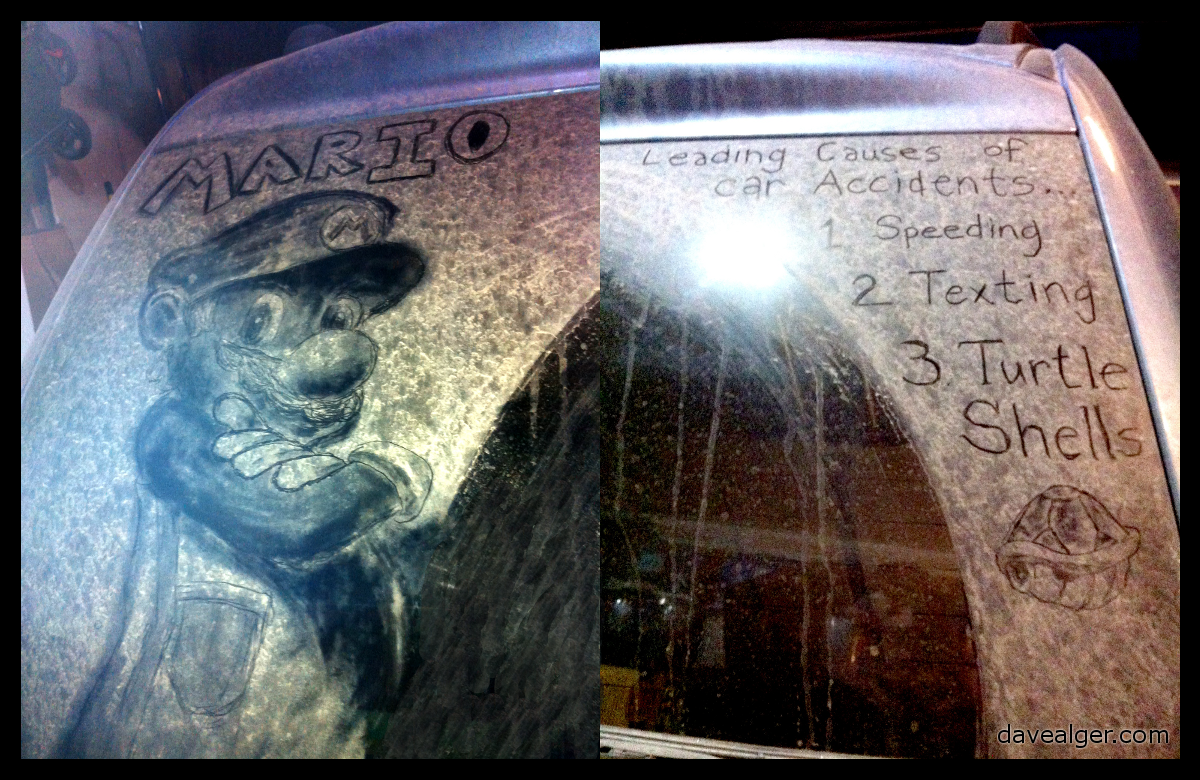 MARIO
M
Leading Causes of
car Accidents...
1 Speeding
2 Texting
3. Turtle
Shells
davealger.com